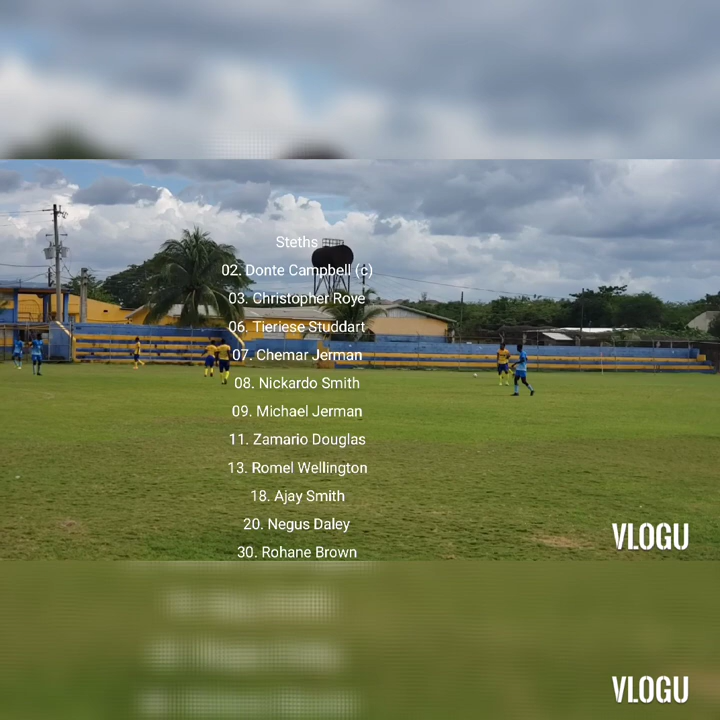 Steths
02. Donte Campbell (c)
03. Christopher Roye
06. Tieriese Studdart
07. Chemar Jerman
08. Nickardo Smith
09. Michael Jerman
11. Zamario Douglas
13. Romel Wellington
18. Ajay Smith
20. Negus Daley
30. Rohane Brown
VLOGU
VLOGU